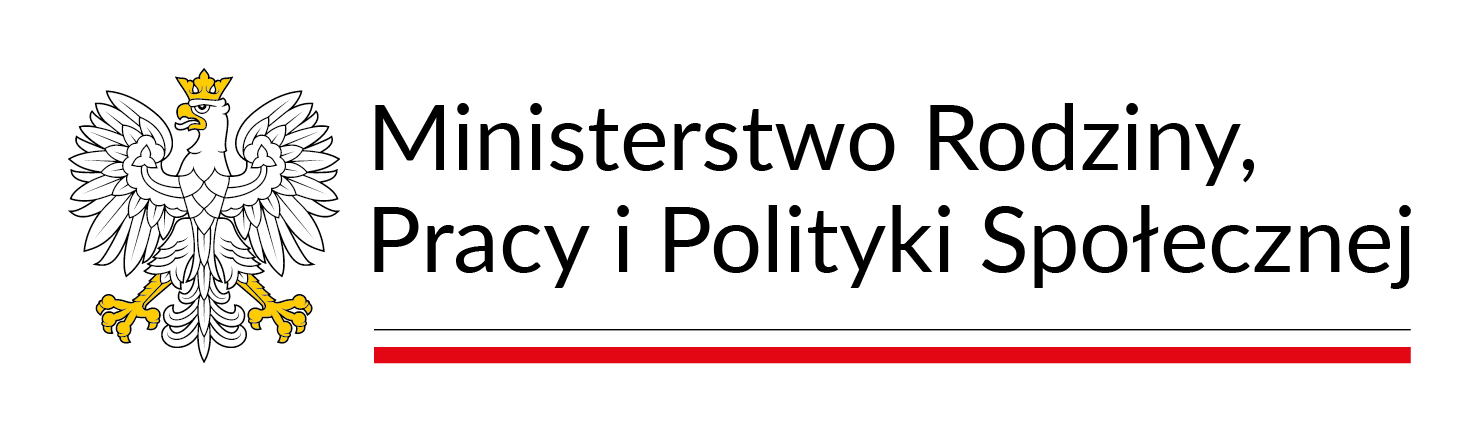 Ministerstwo Rodziny,
Pracy i Polityki Społecznej